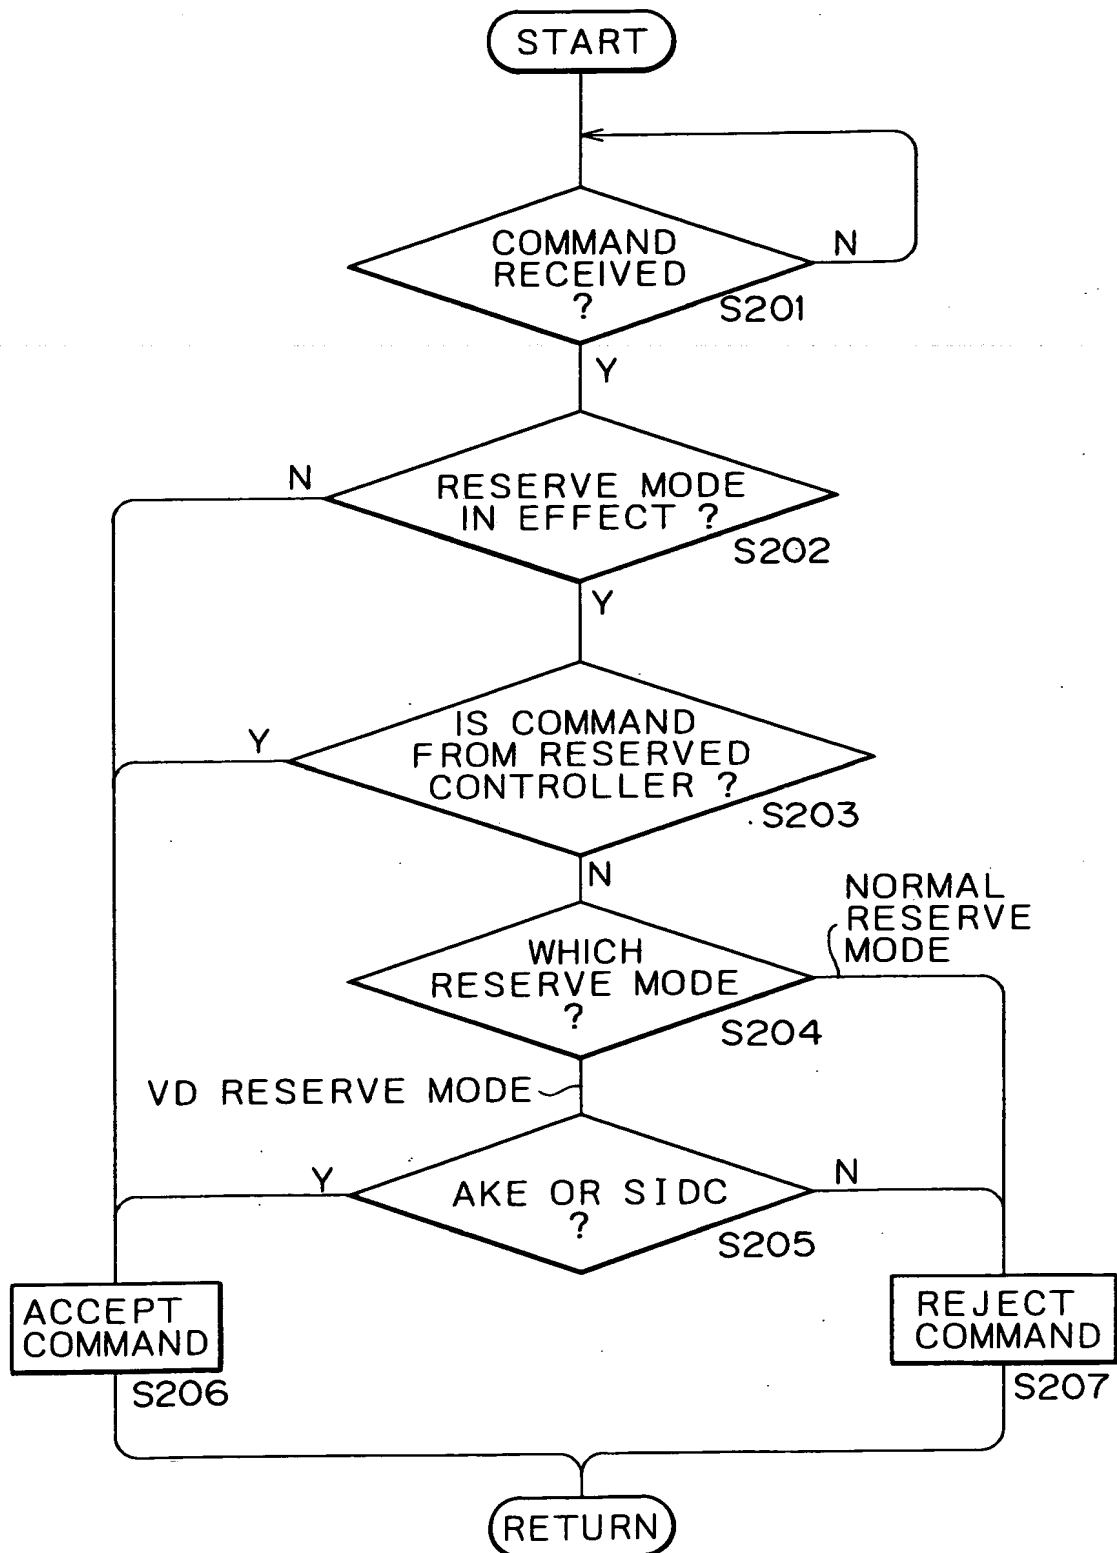 START
COMMAND
RECEIVED
?
N
S201
Y
RESERVE MODE
IN EFFECT ?
N
S202
Y
IS COMMAND
FROM RESERVED
CONTROLLER ?
Y
S203
N
NORMAL
RESERVE
MODE
WHICH
RESERVE MODE
?
S204
VD RESERVE MODE
Y
AKE OR SIDC
?
N
S205
ACCEPT
COMMAND
S206
REJECT
COMMAND
S207
RETURN